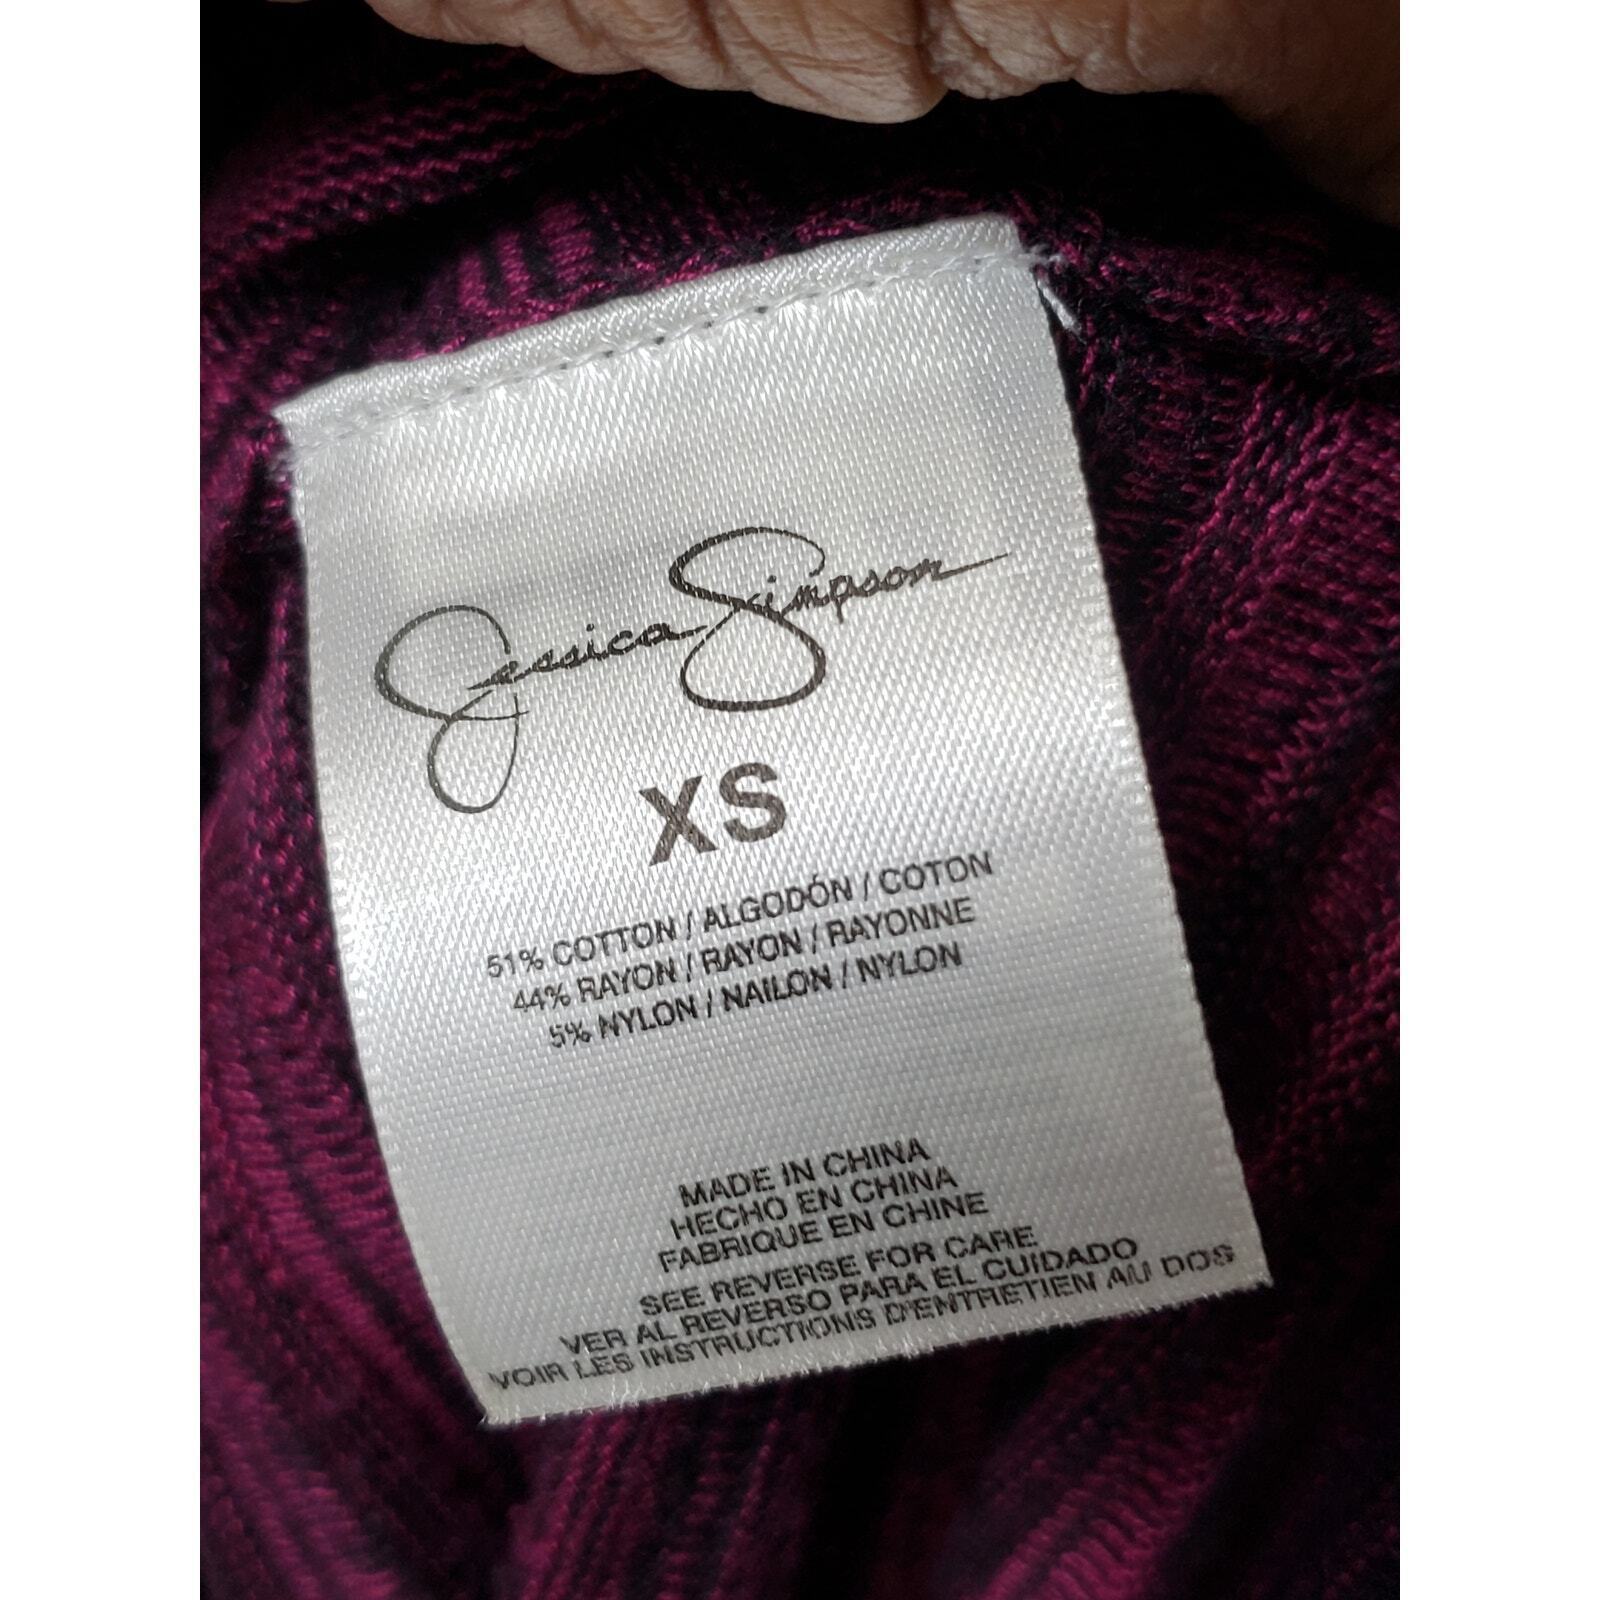 Jessica Simpson
XS
51% COTTON / ALGODÓN / COTON
44% RAYON / RAYON / RAYONNE
5% NYLON / NAILON / NYLON
MADE IN CHINA
HECHO EN CHINA
FABRIQUE EN CHINE
SEE REVERSE FOR CARE
VER AL REVERSO PARA EL CUIDADO
VOIR LES INSTRUCTIONS D'ENTRETIEN AU DOS